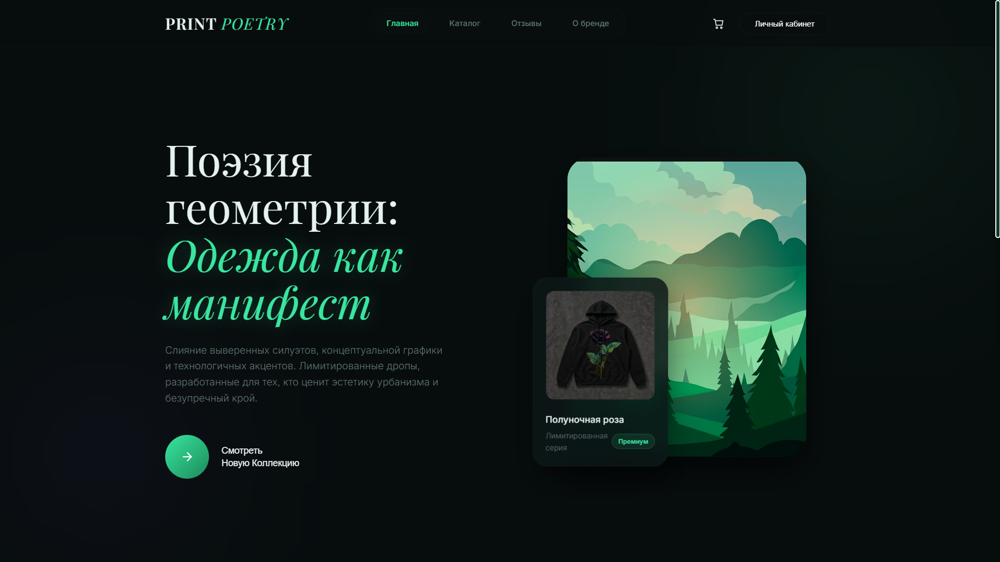 PRINT POETRY
Главная
Каталог
Отзывы
О бренде
Личный кабинет
Поэзия
геометрии:
Одежда как
манифест
Слияние выверенных силуэтов, концептуальной графики
и технологичных акцентов. Лимитированные дропы,
разработанные для тех, кто ценит эстетику урбанизма и
безупречный крой.
Смотреть
Новую Коллекцию
Полуночная роза
Лимитированная
серия
Премиум